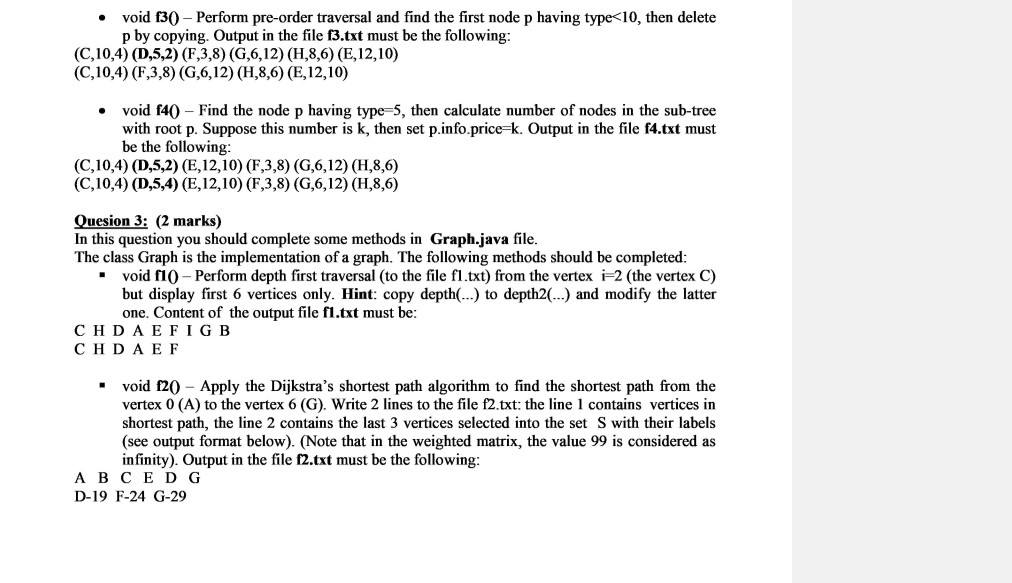 • void f3() – Perform pre-order traversal and find the first node p having type<10, then delete
p by copying. Output in the file f3.txt must be the following:
(C,10,4) (D,5,2) (F,3,8) (G,6,12) (H,8,6) (E,12,10)
(C,10,4) (F,3,8) (G,6,12) (H,8,6) (E,12,10)
• void f4() – Find the node p having type=5, then calculate number of nodes in the sub-tree
with root p. Suppose this number is k, then set p.info.price=k. Output in the file f4.txt must
be the following:
(C,10,4) (D,5,2) (E,12,10) (F,3,8) (G,6,12) (H,8,6)
(C,10,4) (D,5,4) (E,12,10) (F,3,8) (G,6,12) (H,8,6)
Quesion 3: (2 marks)
In this question you should complete some methods in Graph.java file.
The class Graph is the implementation of a graph. The following methods should be completed:
▪ void f1() – Perform depth first traversal (to the file f1.txt) from the vertex i=2 (the vertex C)
but display first 6 vertices only. Hint: copy depth(...) to depth2(...) and modify the latter
one. Content of the output file f1.txt must be:
C H D A E F I G B
C H D A E F
▪ void f2() – Apply the Dijkstra's shortest path algorithm to find the shortest path from the
vertex 0 (A) to the vertex 6 (G). Write 2 lines to the file f2.txt: the line 1 contains vertices in
shortest path, the line 2 contains the last 3 vertices selected into the set S with their labels
(see output format below). (Note that in the weighted matrix, the value 99 is considered as
infinity). Output in the file f2.txt must be the following:
A B C E D G
D-19 F-24 G-29